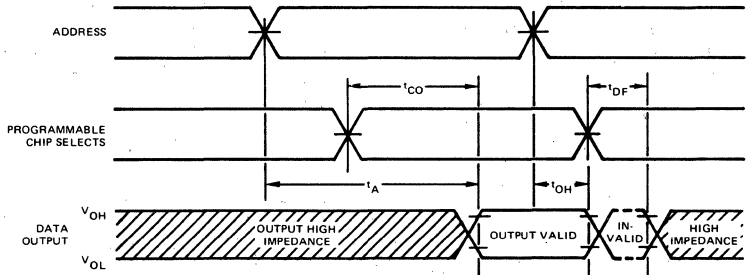 ADDRESS
tCO
tDF
PROGRAMMABLE
CHIP SELECTS
tA
tOH
VOH
DATA
OUTPUT
OUTPUT HIGH
IMPEDANCE
OUTPUT VALID
IN-
VALID
HIGH
IMPEDANCE
VOL